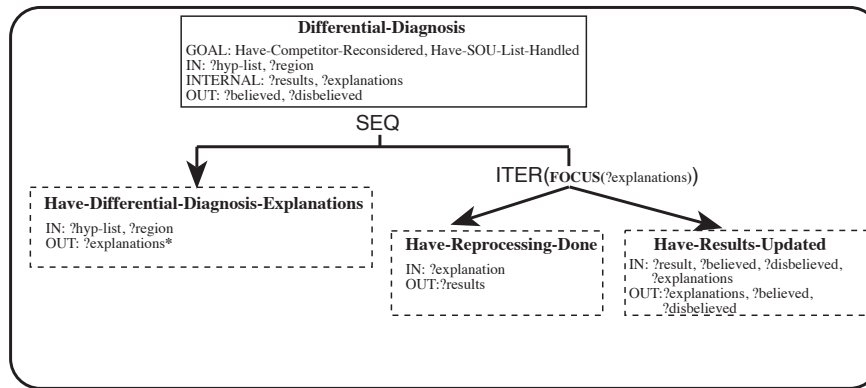 Differential-Diagnosis
GOAL: Have-Competitor-Reconsidered, Have-SOU-List-Handled
IN: ?hyp-list, ?region
INTERNAL: ?results, ?explanations
OUT: ?believed, ?disbelieved
SEQ
ITER(FOCUS(?explanations))
Have-Differential-Diagnosis-Explanations
IN: ?hyp-list, ?region
OUT: ?explanations*
Have-Reprocessing-Done
IN: ?explanation
OUT:?results
Have-Results-Updated
IN: ?result, ?believed, ?disbelieved,
?explanations
OUT:?explanations, ?believed,
?disbelieved